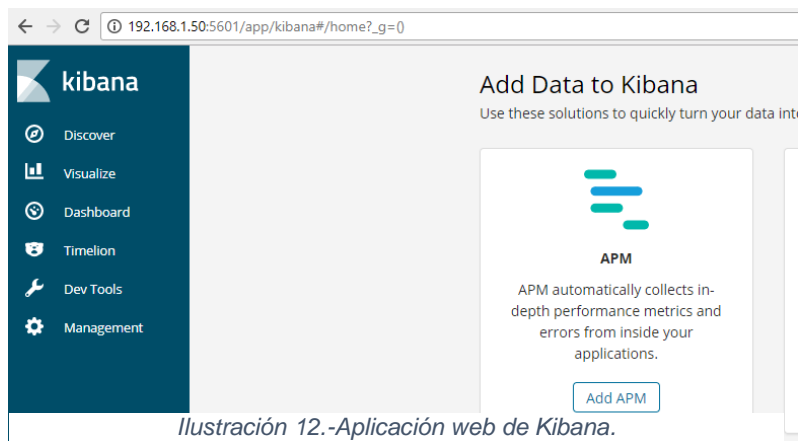 192.168.1.50:5601/app/kibana#/home?_g=()
kibana
Discover
Visualize
Dashboard
Timelion
Dev Tools
Management
Add Data to Kibana
Use these solutions to quickly turn your data
APM
APM automatically collects in-
depth performance metrics and
errors from inside your
applications.
Add APM
Ilustración 12.-Aplicación web de Kibana.